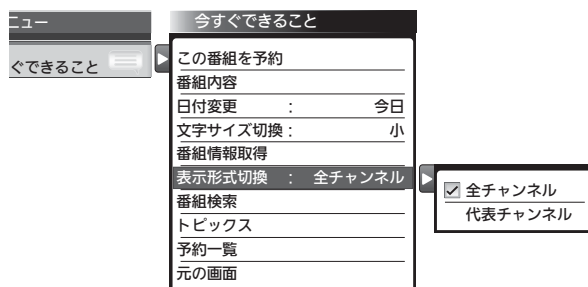 ニュー
ぐできること
今すぐできること
この番組を予約
番組内容
日付変更 : 今日
文字サイズ切換 : 小
番組情報取得
表示形式切換 : 全チャンネル
番組検索
トピックス
予約一覧
元の画面
全チャンネル
代表チャンネル